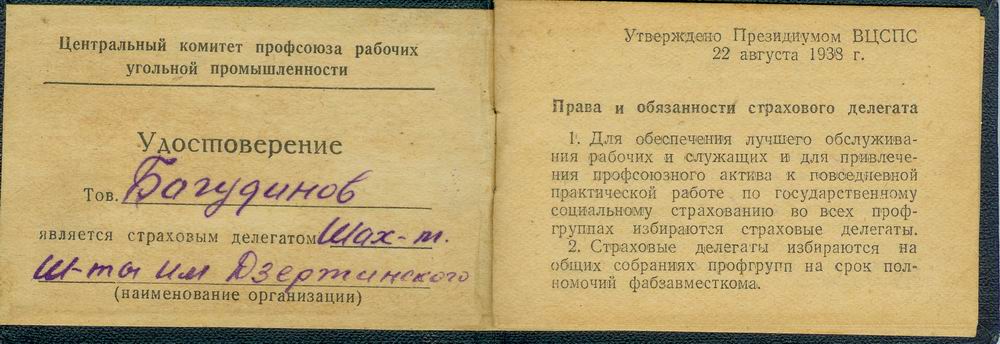 Центральный комитет профсоюза рабочих
угольной промышленности
Удостоверение
Тов. Багудинов
является страховым делегатом Шах-т.
Ш-ты им Дзержинского
(наименование организации)
Утверждено Президиумом ВЦСПС
22 августа 1938 г.
Права и обязанности страхового делегата
1. Для обеспечения лучшего обслужива-
ния рабочих и служащих и для привлече-
ния профсоюзного актива к повседневной
практической работе по государственному
социальному страхованию во всех проф-
группах избираются страховые делегаты.
2. Страховые делегаты избираются на
общих собраниях профгрупп на срок пол-
номочий фабзавместкома.